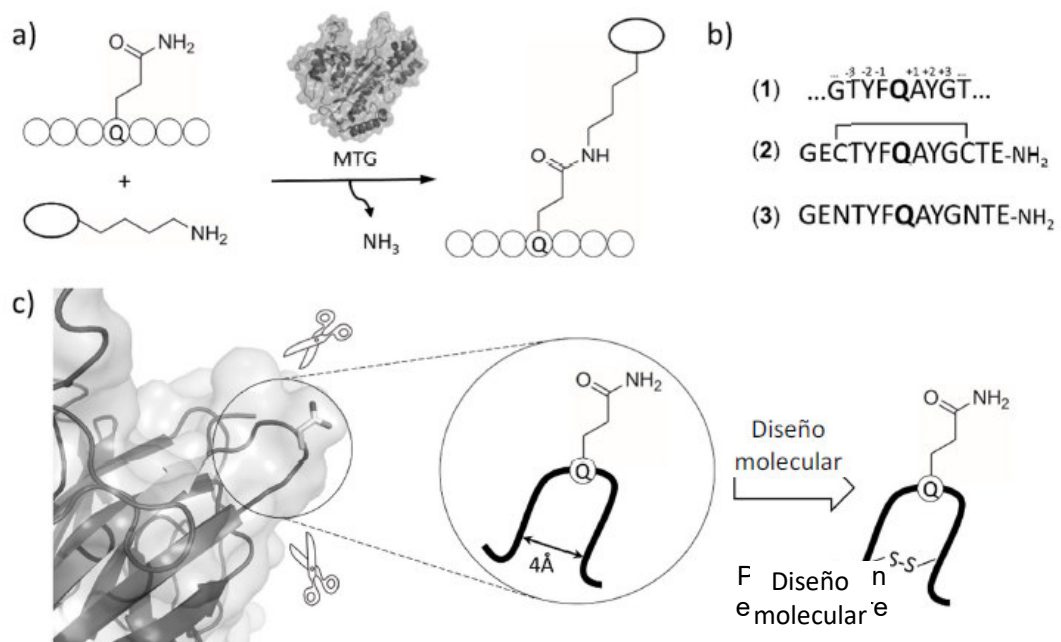 a)
O
NH₂
Q
+
NH₂
MTG
NH₃
O
NH
Q
b)
... -3 -2 -1 +1 +2 +3 ...
(1) ...GTYFQAYGT...
(2) GECTYFQAYGCTE-NH₂
(3) GENTYFQAYGNTE-NH₂
c)
O
NH₂
Q
4Å
Diseño
molecular
O
NH₂
Q
S-S
F Diseño n
e molecular e